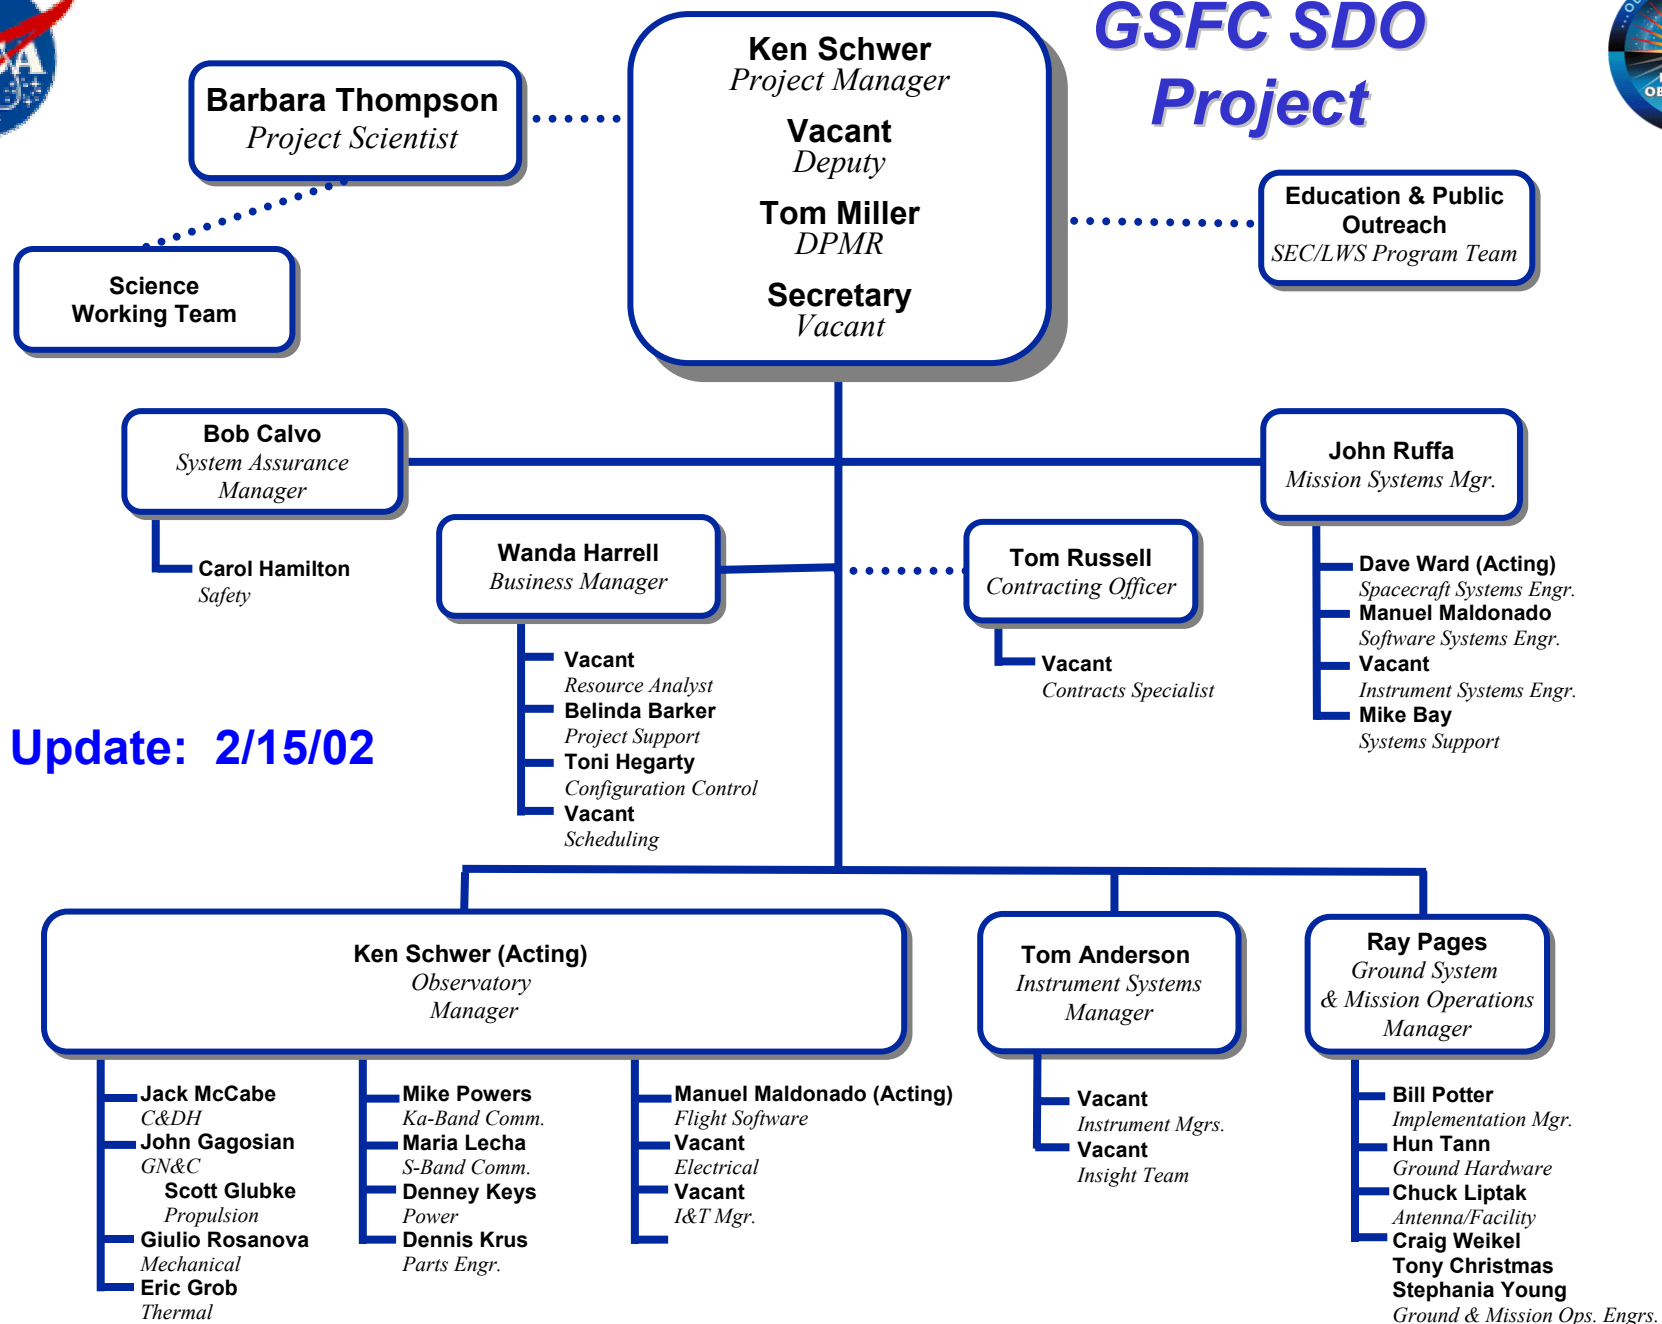 GSFC SDO
Project
Ken Schwer
Project Manager
Vacant
Deputy
Tom Miller
DPMR
Secretary
Vacant
Barbara Thompson
Project Scientist
Science
Working Team
Education & Public
Outreach
SEC/LWS Program Team
Bob Calvo
System Assurance
Manager
Carol Hamilton
Safety
John Ruffa
Mission Systems Mgr.
Dave Ward (Acting)
Spacecraft Systems Engr.
Manuel Maldonado
Software Systems Engr.
Vacant
Instrument Systems Engr.
Mike Bay
Systems Support
Wanda Harrell
Business Manager
Vacant
Resource Analyst
Belinda Barker
Project Support
Toni Hegarty
Configuration Control
Vacant
Scheduling
Tom Russell
Contracting Officer
Vacant
Contracts Specialist
Update: 2/15/02
Ken Schwer (Acting)
Observatory
Manager
Jack McCabe
C&DH
John Gagosian
GN&C
Scott Glubke
Propulsion
Giulio Rosanova
Mechanical
Eric Grob
Thermal
Mike Powers
Ka-Band Comm.
Maria Lecha
S-Band Comm.
Denney Keys
Power
Dennis Krus
Parts Engr.
Manuel Maldonado (Acting)
Flight Software
Vacant
Electrical
Vacant
I&T Mgr.
Tom Anderson
Instrument Systems
Manager
Vacant
Instrument Mgrs.
Vacant
Insight Team
Ray Pages
Ground System
& Mission Operations
Manager
Bill Potter
Implementation Mgr.
Hun Tann
Ground Hardware
Chuck Liptak
Antenna/Facility
Craig Weikel
Tony Christmas
Stephania Young
Ground & Mission Ops. Engrs.